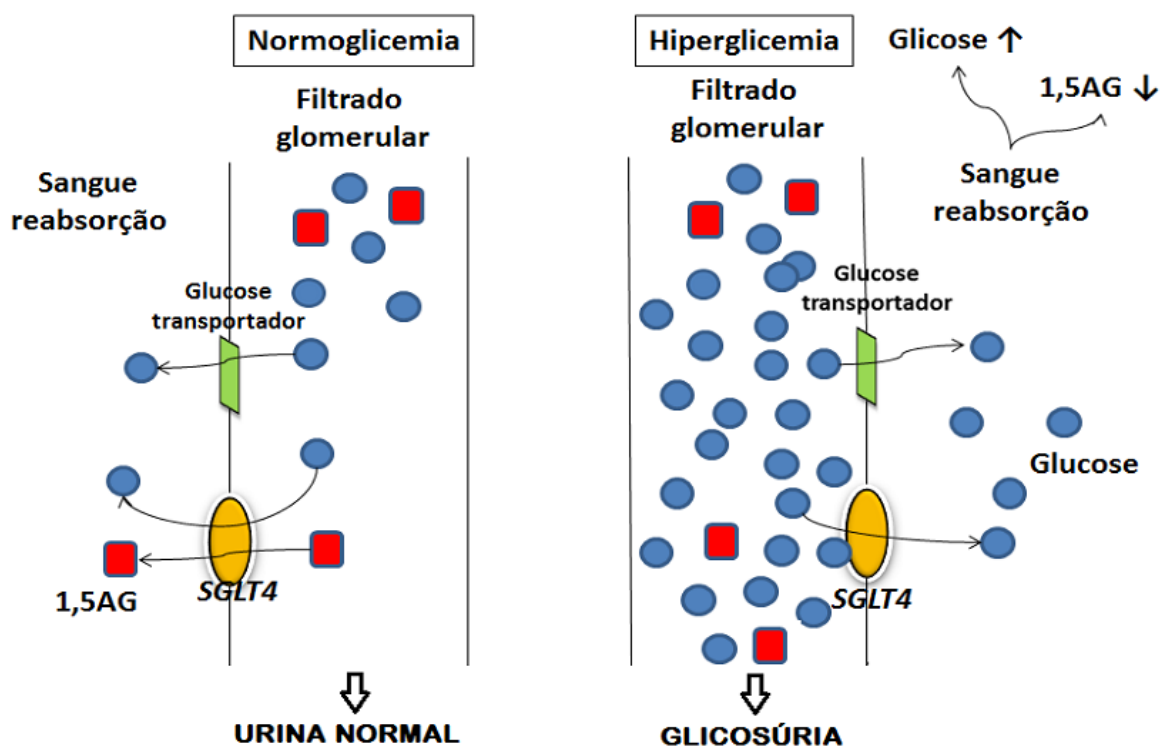 Normoglicemia
Filtrado
glomerular
Sangue
reabsorção
Glucose
transportador
1,5AG
SGLT4
URINA NORMAL
Hiperglicemia
Filtrado
glomerular
Glicose ↑
1,5AG ↓
Sangue
reabsorção
Glucose
transportador
Glucose
SGLT4
GLICOSÚRIA